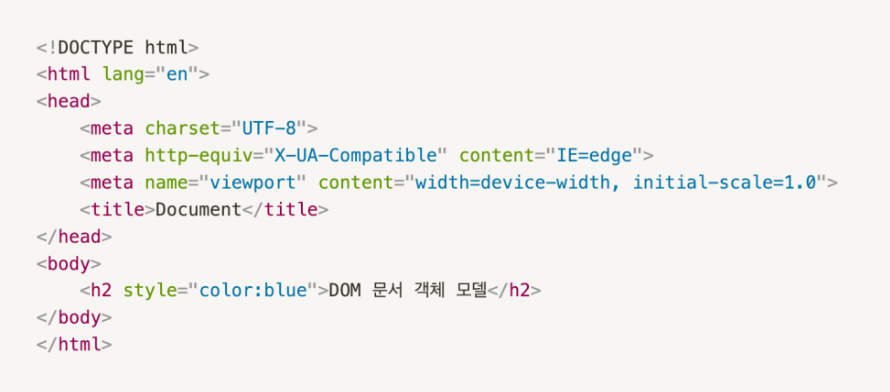 <!DOCTYPE html>
<html lang="en">
<head>
    <meta charset="UTF-8">
    <meta http-equiv="X-UA-Compatible" content="IE=edge">
    <meta name="viewport" content="width=device-width, initial-scale=1.0">
    <title>Document</title>
</head>
<body>
    <h2 style="color:blue">DOM 문서 객체 모델</h2>
</body>
</html>